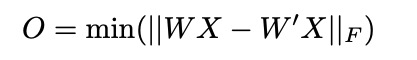 O = min(||WX − W′X||_F)